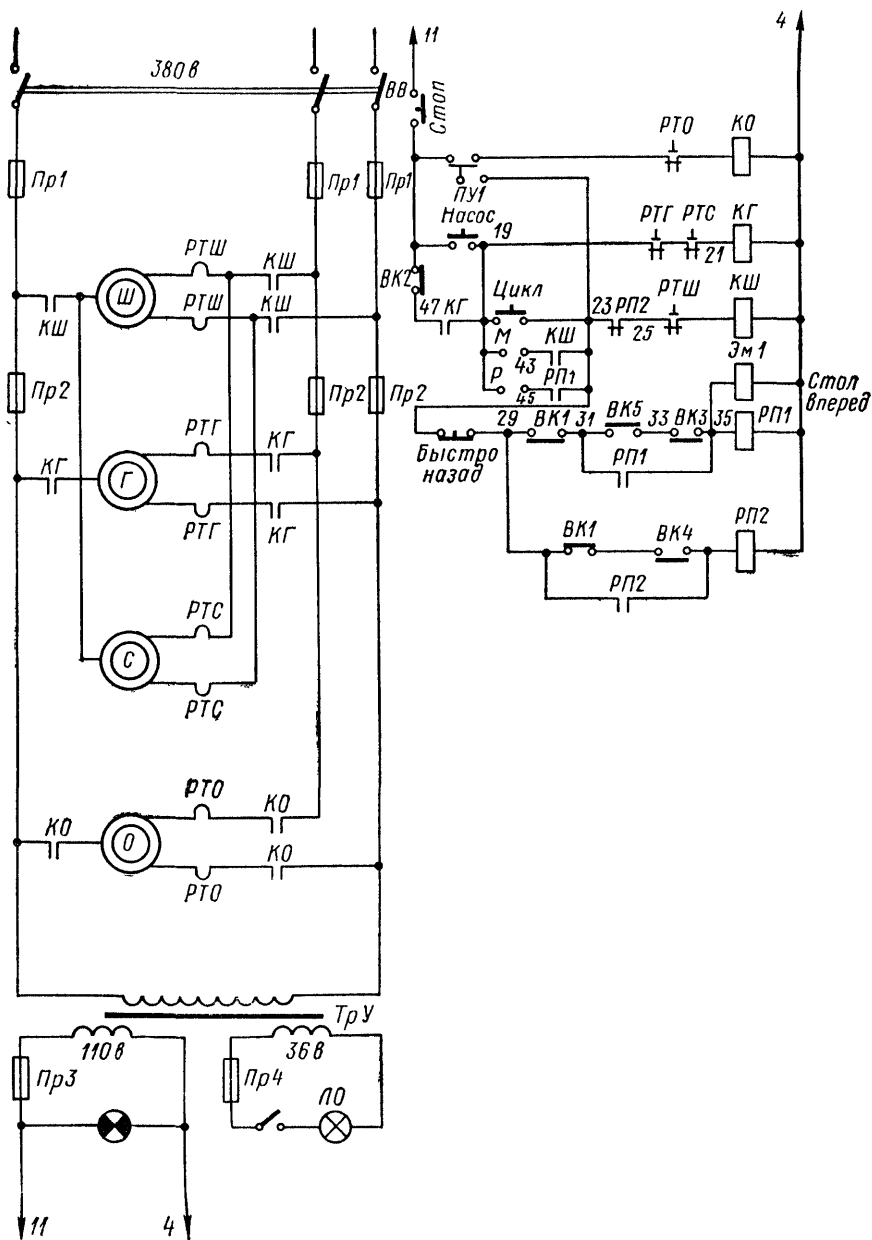 11
4
380 в
ВВ
Стоп
РТО
КО
Пр1
Пр1
Пр1
ПУ1
Насос
19
РТГ
РТС
КГ
21
РТШ
КШ
ВК2
Ш
КШ
РТШ
КШ
47
КГ
Цикл
23
РП2
РТШ
КШ
25
М
43
КШ
Р
45
РП1
Эм 1
Стол
вперед
Пр2
Пр2
Пр2
29
ВК1
31
ВК5
33
ВК3
35
РП1
Быстро
назад
РП1
РТГ
КГ
КГ
Г
РТГ
КГ
ВК1
ВК4
РП2
РП2
РТС
С
РТС
РТО
КО
КО
О
РТО
КО
ТрУ
110 в
36 в
Пр3
Пр4
ЛО
11
4